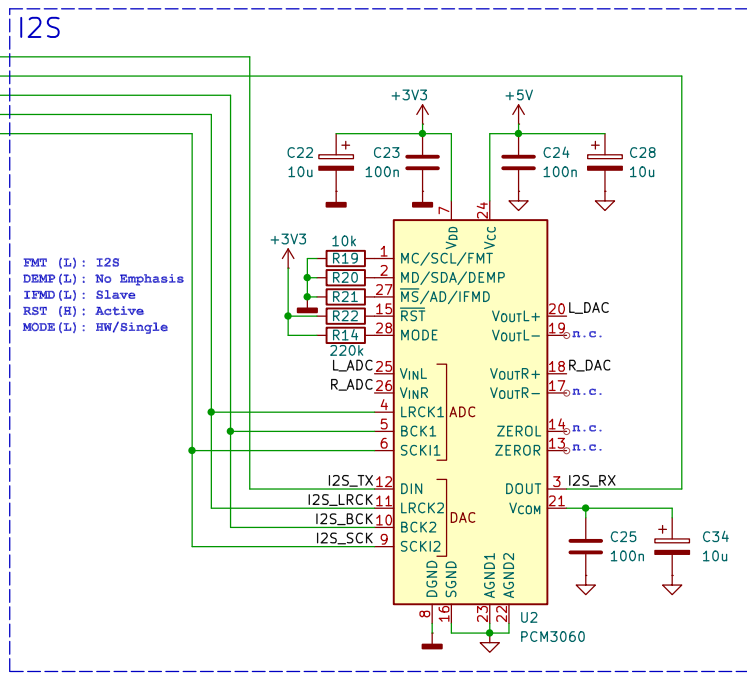 I2S
+3V3
+5V
C22
10u
+
C23
100n
C24
100n
+
C28
10u
7
24
VDD
VCC
+3V3
10k
R19
1
MC/SCL/FMT
R20
2
MD/SDA/DEMP
R21
27
MS/AD/IFMD
R22
15
RST
R14
28
MODE
220k
FMT (L): I2S
DEMP(L): No Emphasis
IFMD(L): Slave
RST (H): Active
MODE(L): HW/Single
VOUTL+
20
L_DAC
VOUTL-
19
n.c.
VOUTR+
18
R_DAC
VOUTR-
17
n.c.
ZEROL
14
n.c.
ZEROR
13
n.c.
L_ADC
25
VINL
R_ADC
26
VINR
4
LRCK1
ADC
5
BCK1
6
SCKI1
I2S_TX
12
DIN
I2S_LRCK
11
LRCK2
DAC
I2S_BCK
10
BCK2
I2S_SCK
9
SCKI2
DOUT
3
I2S_RX
VCOM
21
C25
100n
+
C34
10u
DGND
SGND
AGND1
AGND2
8
16
23
22
U2
PCM3060